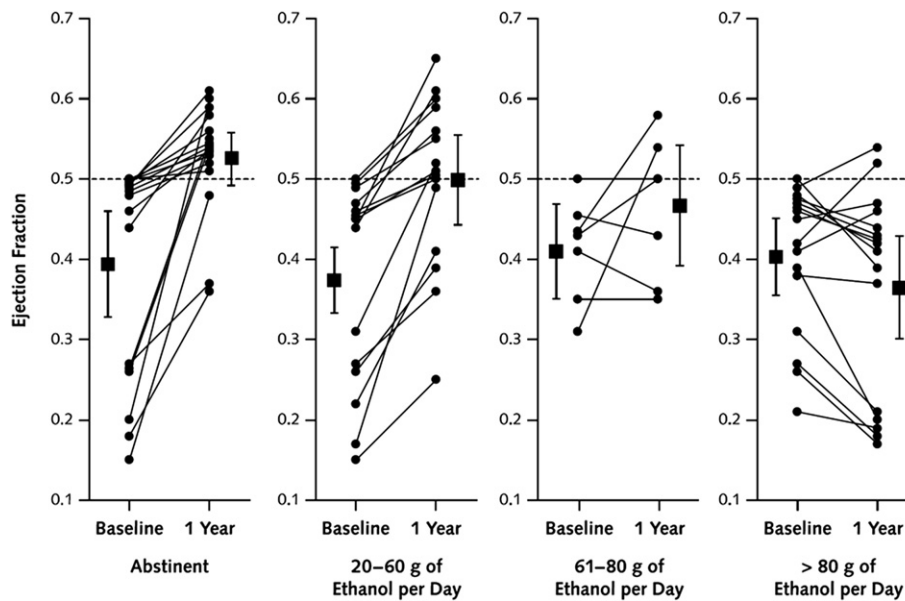 Ejection Fraction
0.7
0.6
0.5
0.4
0.3
0.2
0.1
Baseline 1 Year
Abstinent
0.7
0.6
0.5
0.4
0.3
0.2
0.1
Baseline 1 Year
20–60 g of
Ethanol per Day
0.7
0.6
0.5
0.4
0.3
0.2
0.1
Baseline 1 Year
61–80 g of
Ethanol per Day
0.7
0.6
0.5
0.4
0.3
0.2
0.1
Baseline 1 Year
> 80 g of
Ethanol per Day